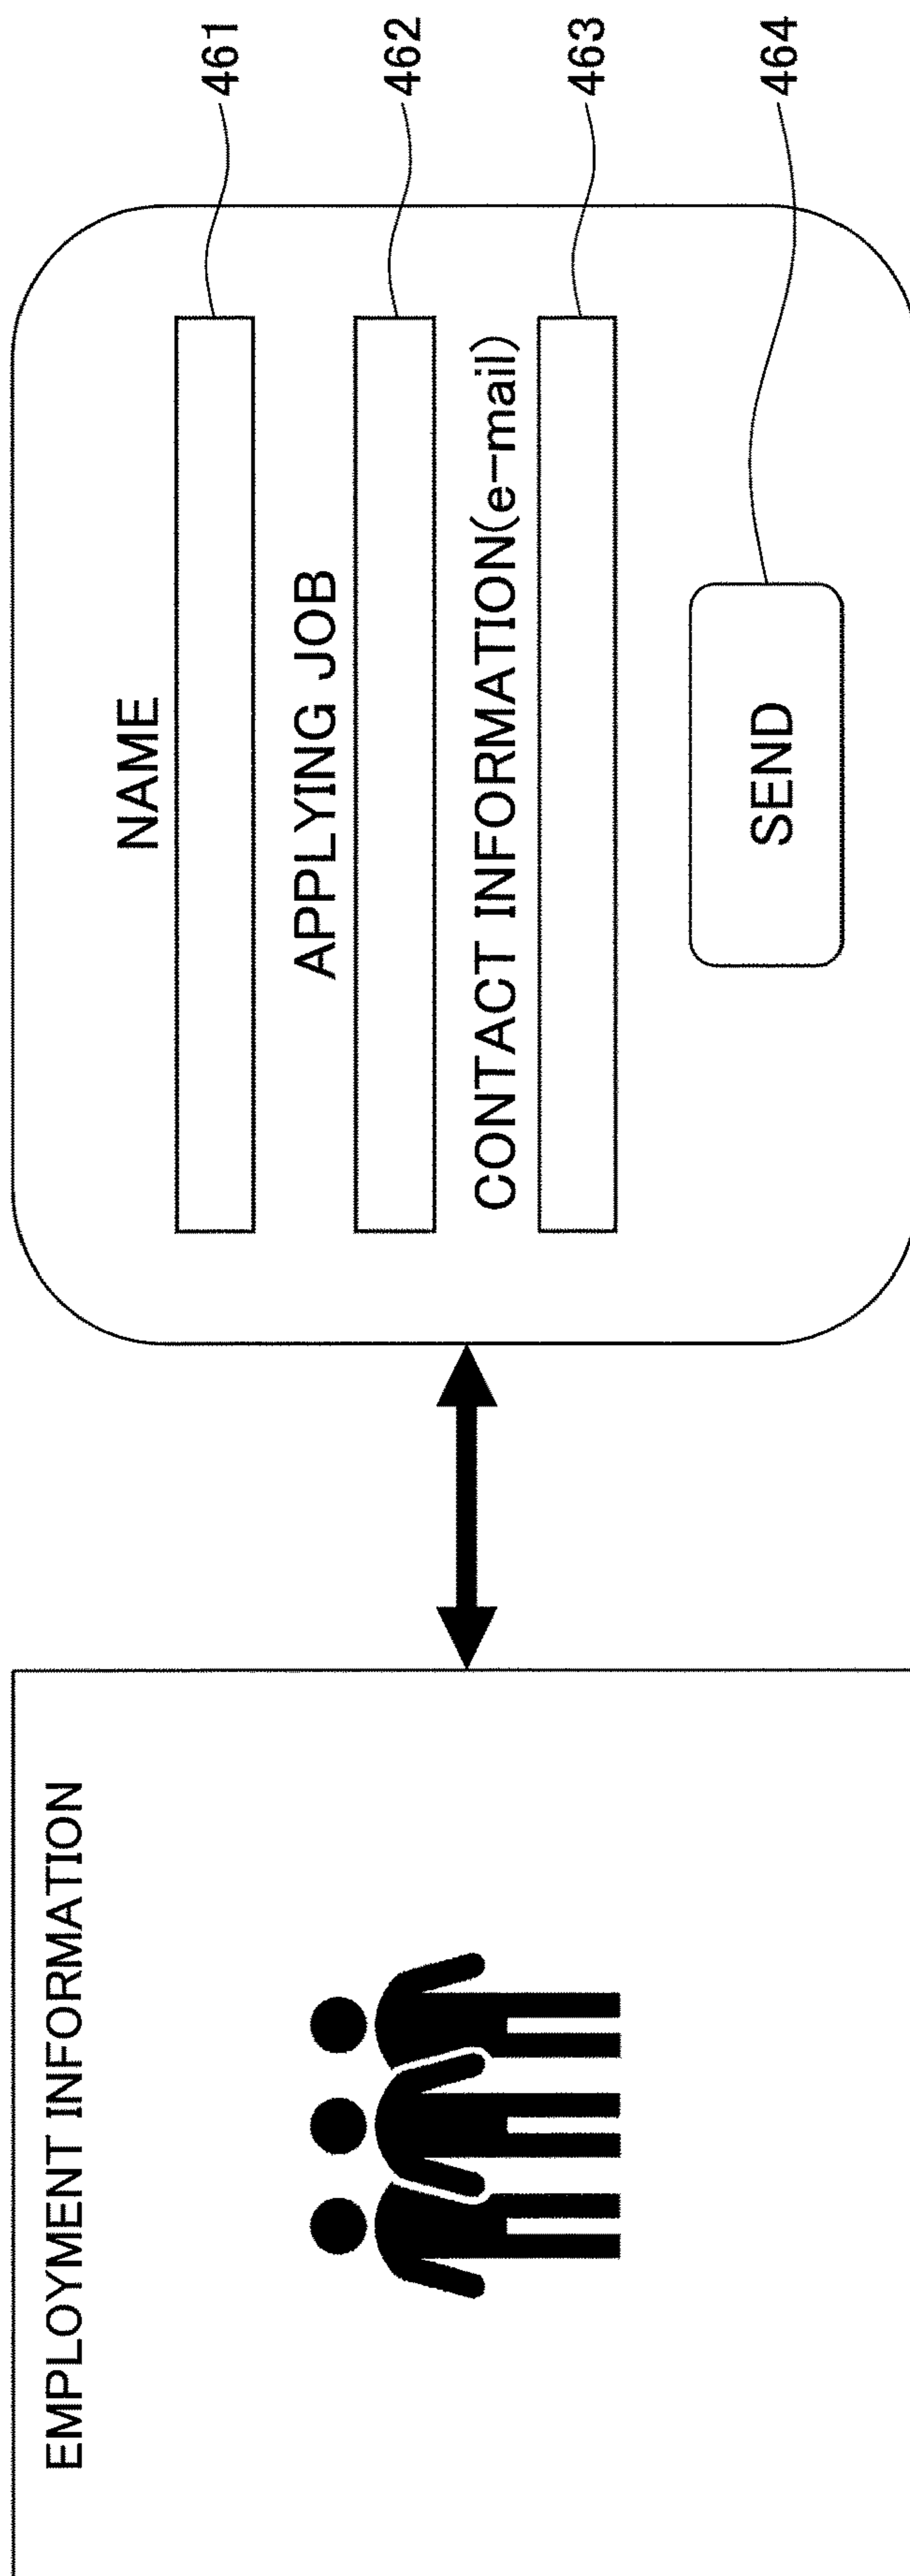 EMPLOYMENT INFORMATION
NAME
461
APPLYING JOB
462
CONTACT INFORMATION(e-mail)
463
SEND
464